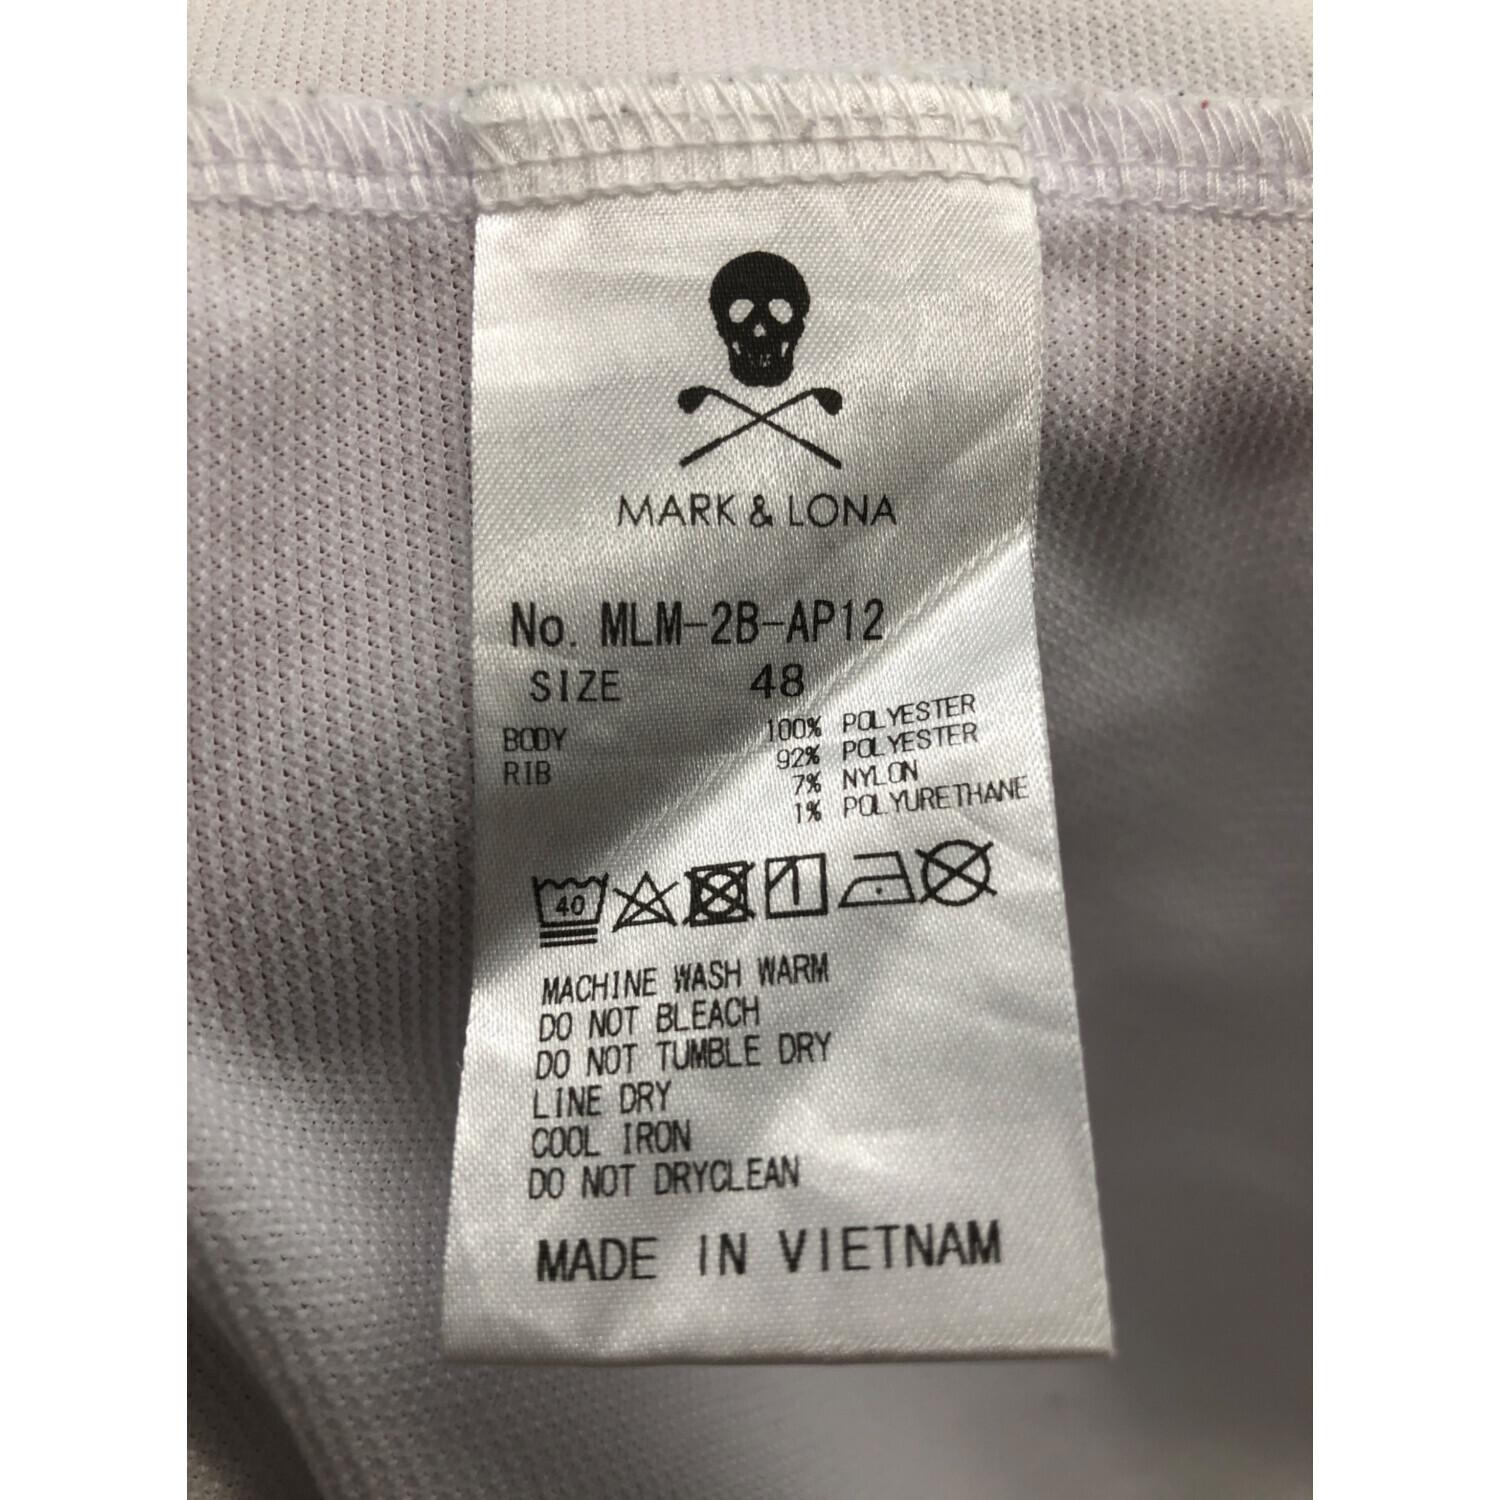 MARK & LONA
No. MLM-2B-AP12
SIZE 48
BODY 100% POLYESTER
RIB 92% POLYESTER
7% NYLON
1% POLYURETHANE
40
MACHINE WASH WARM
DO NOT BLEACH
DO NOT TUMBLE DRY
LINE DRY
COOL IRON
DO NOT DRYCLEAN
MADE IN VIETNAM